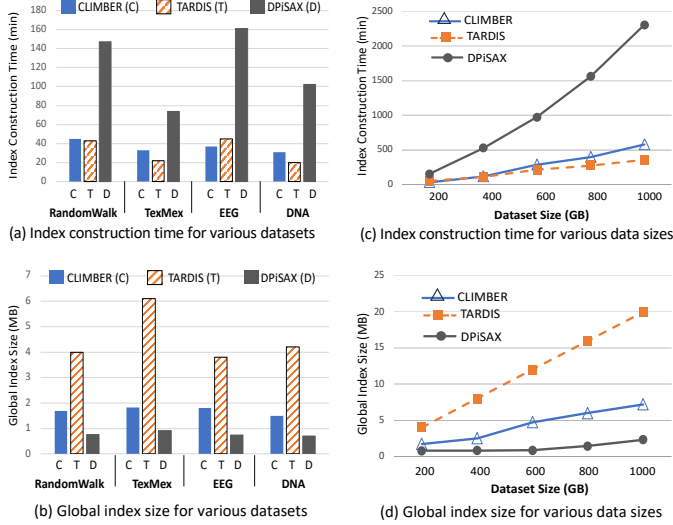 CLIMBER (C) TARDIS (T) DPiSAX (D)
Index Construction Time (min)
180
160
140
120
100
80
60
40
20
0
C T D C T D C T D C T D
RandomWalk TexMex EEG DNA
(a) Index construction time for various datasets
CLIMBER
TARDIS
DPiSAX
Index Construction Time (min)
2500
2000
1500
1000
500
0
200 400 600 800 1000
Dataset Size (GB)
(c) Index construction time for various data sizes
CLIMBER (C) TARDIS (T) DPiSAX (D)
Global Index Size (MB)
7
6
5
4
3
2
1
0
C T D C T D C T D C T D
RandomWalk TexMex EEG DNA
(b) Global index size for various datasets
CLIMBER
TARDIS
DPiSAX
Global Index Size (MB)
25
20
15
10
5
0
200 400 600 800 1000
Dataset Size (GB)
(d) Global index size for various data sizes